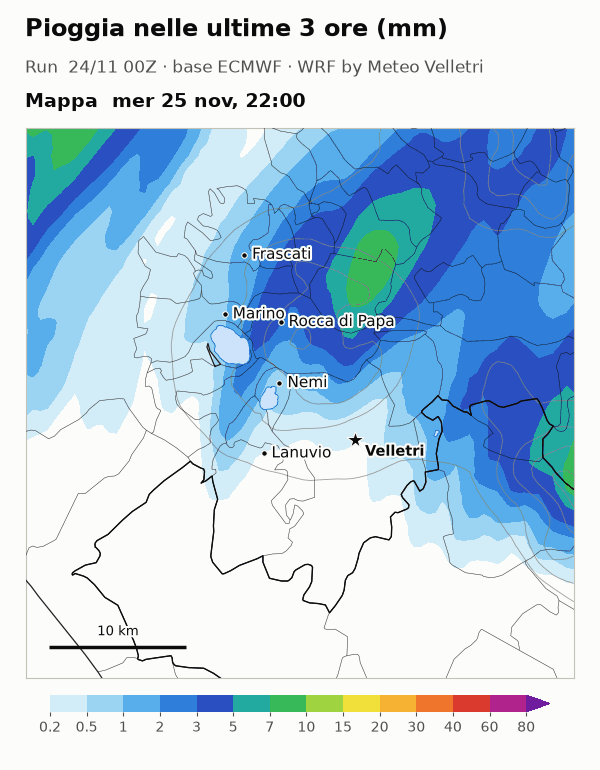 Pioggia nelle ultime 3 ore (mm)
Run 24/11 00Z · base ECMWF · WRF by Meteo Velletri
Mappa mer 25 nov, 22:00
Frascati
Marino
Rocca di Papa
Nemi
Velletri
Lanuvio
10 km
0.2 0.5 1 2 3 5 7 10 15 20 30 40 60 80